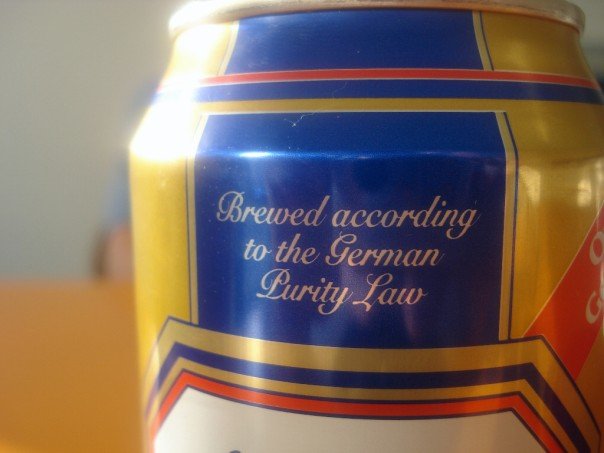 Brewed according
to the German
Purity Law